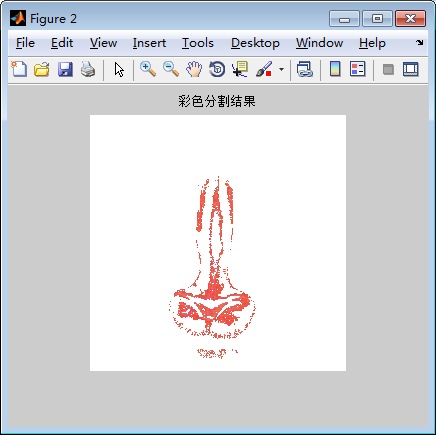 Figure 2
File Edit View Insert Tools Desktop Window Help
彩色分割结果